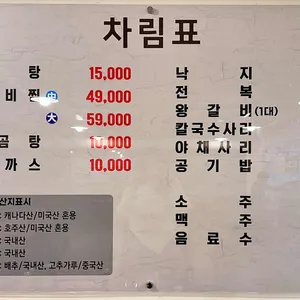 차림표
탕 15,000
비찜 中 49,000
大 59,000
곰탕 10,000
까스 10,000
낙지
전복
왕갈비(1대)
칼국수사리
야채사리
공기밥
소주
맥주
음료수
산지표시
: 캐나다산/미국산 혼용
: 호주산/미국산 혼용
: 국내산
: 국내산
: 배추/국내산, 고추가루/중국산